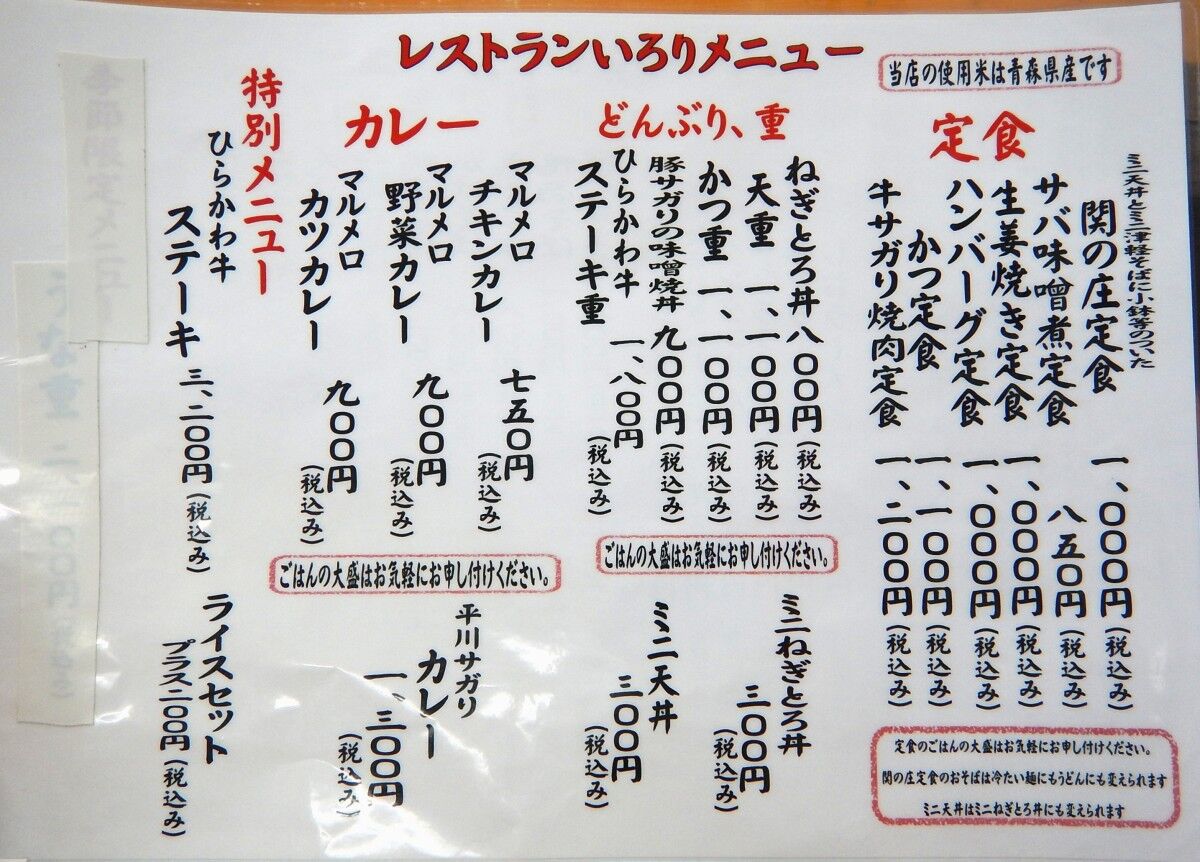 レストランいろりメニュー
当店の使用米は青森県産です
定食
ミニ天丼とミニ津軽そばに小鉢等のついた
関の庄定食 一、〇〇〇円(税込み)
サバ味噌煮定食 八五〇円(税込み)
生姜焼き定食 一、〇〇〇円(税込み)
ハンバーグ定食 一、〇〇〇円(税込み)
かつ定食 一、一〇〇円(税込み)
牛サガリ焼肉定食 一、二〇〇円(税込み)
定食のごはんの大盛はお気軽にお申し付けください。
関の庄定食のおそばは冷たい麺にもうどんにも変えられます
ミニ天丼はミニねぎとろ丼にも変えられます
どんぶり、重
ねぎとろ丼 八〇〇円(税込み)
天重 一、一〇〇円(税込み)
かつ重 一、一〇〇円(税込み)
豚サガリの味噌焼丼 九〇〇円(税込み)
ひらかわ牛
ステーキ重 一、八〇〇円(税込み)
ごはんの大盛はお気軽にお申し付けください。
ミニねぎとろ丼
三〇〇円
(税込み)
ミニ天丼
三〇〇円
(税込み)
カレー
マルメロ
チキンカレー 七五〇円
(税込み)
マルメロ
野菜カレー 九〇〇円
(税込み)
マルメロ
カツカレー 九〇〇円
(税込み)
ごはんの大盛はお気軽にお申し付けください。
平川サガリ
カレー
一、三〇〇円
(税込み)
特別メニュー
ひらかわ牛
ステーキ 三、二〇〇円(税込み)
ライスセット
プラス二〇〇円(税込み)